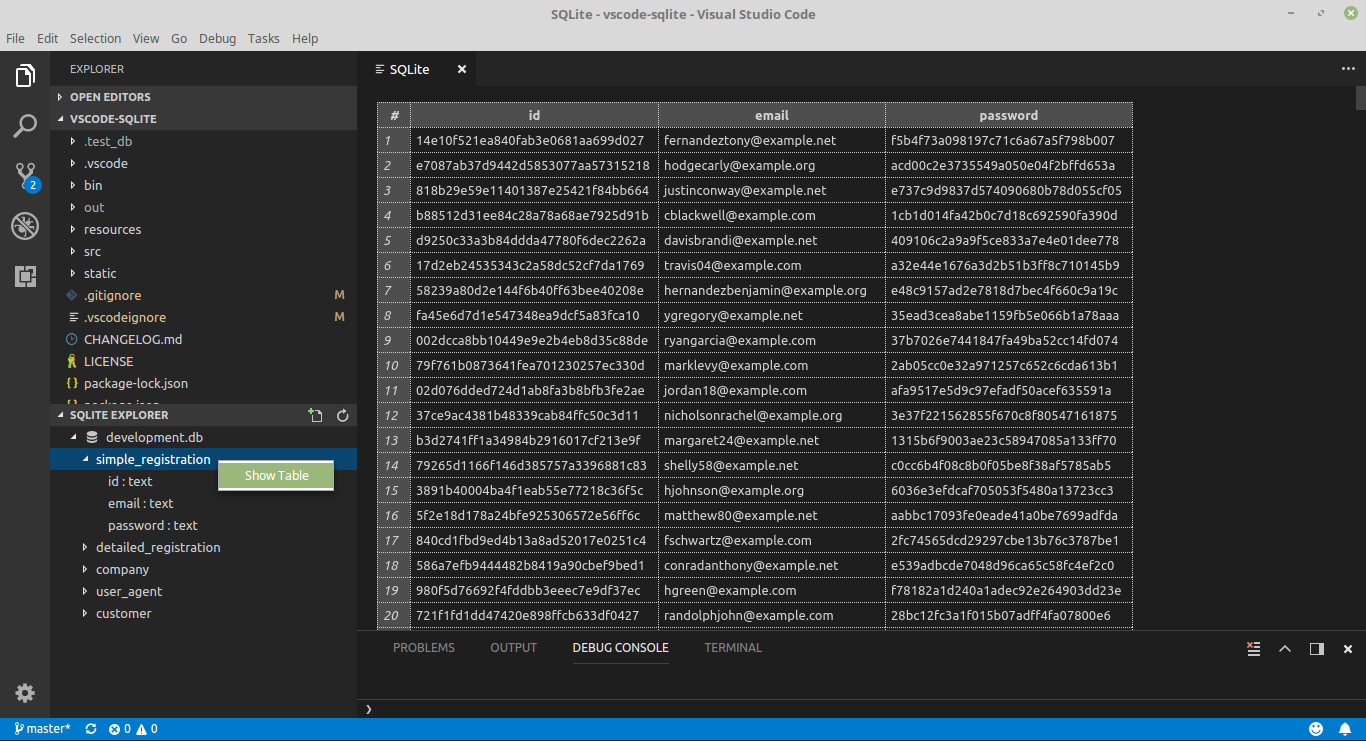 SQLite - vscode-sqlite - Visual Studio Code
File Edit Selection View Go Debug Tasks Help
EXPLORER
OPEN EDITORS
VSCODE-SQLITE
.test_db
.vscode
bin
out
resources
src
static
.gitignore M
.vscodeignore M
CHANGELOG.md
LICENSE
package-lock.json
SQLITE EXPLORER
development.db
simple_registration
Show Table
id : text
email : text
password : text
detailed_registration
company
user_agent
customer
SQLite
# id email password
1 14e10f521ea840fab3e0681aa699d027 fernandeztony@example.net f5b4f73a098197c71c6a67a5f798b007
2 e7087ab37d9442d5853077aa57315218 hodgecarly@example.org acd00c2e3735549a050e04f2bffd653a
3 818b29e59e11401387e25421f84bb664 justinconway@example.net e737c9d9837d574090680b78d055cf05
4 b88512d31ee84c28a78a68ae7925d91b cblackwell@example.com 1cb1d014fa42b0c7d18c692590fa390d
5 d9250c33a3b84ddda47780f6dec2262a davisbrandi@example.net 409106c2a9a9f5ce833a7e4e01dee778
6 17d2eb24535343c2a58dc52cf7da1769 travis04@example.com a32e44e1676a3d2b51b3ff8c710145b9
7 58239a80d2e144f6b40ff63bee40208e hernandezbenjamin@example.org e48c9157ad2e7818d7bec4f660c9a19c
8 fa45e6d7d1e547348ea9dcf5a83fca10 ygregory@example.net 35ead3cea8abe1159fb5e066b1a78aaa
9 002dcca8bb10449e9e2b4eb8d35c88de ryangarcia@example.com 37b7026e7441847fa49ba52cc14fd074
10 79f761b0873641fea701230257ec330d marklevy@example.com 2ab05cc0e32a971257c652c6cda613b1
11 02d076dded724d1ab8fa3b8bfb3fe2ae jordan18@example.com afa9517e5d9c97efadf50acef635591a
12 37ce9ac4381b48339cab84ffc50c3d11 nicholsonrachel@example.org 3e37f221562855f670c8f80547161875
13 b3d2741ff1a34984b2916017cf213e9f margaret24@example.net 1315b6f9003ae23c58947085a133ff70
14 79265d1166f146d385757a3396881c83 shelly58@example.net c0cc6b4f08c8b0f05be8f38af5785ab5
15 3891b40004ba4f1eab55e77218c36f5c hjohnson@example.org 6036e3efdcaf705053f5480a13723cc3
16 5f2e18d178a24bfe925306572e56ff6c matthew80@example.net aabbc17093fe0eade41a0be7699adfda
17 840cd1fbd9ed4b13a8ad52017e0251c4 fschwartz@example.com 2fc74565dcd29297cbe13b76c3787be1
18 586a7efb9444482b8419a90cbef9bed1 conradanthony@example.net e539adbcde7048d96ca65c58fc4ef2c0
19 980f5d76692f4fddbb3eeec7e9df37ec hgreen@example.com f78182a1d240a1adec92e264903dd23e
20 721f1fd1dd47420e898ffcb633df0427 randolphjohn@example.com 28bc12fc3a1f015b07adff4fa07800e6
PROBLEMS OUTPUT DEBUG CONSOLE TERMINAL
2
master* 0 0